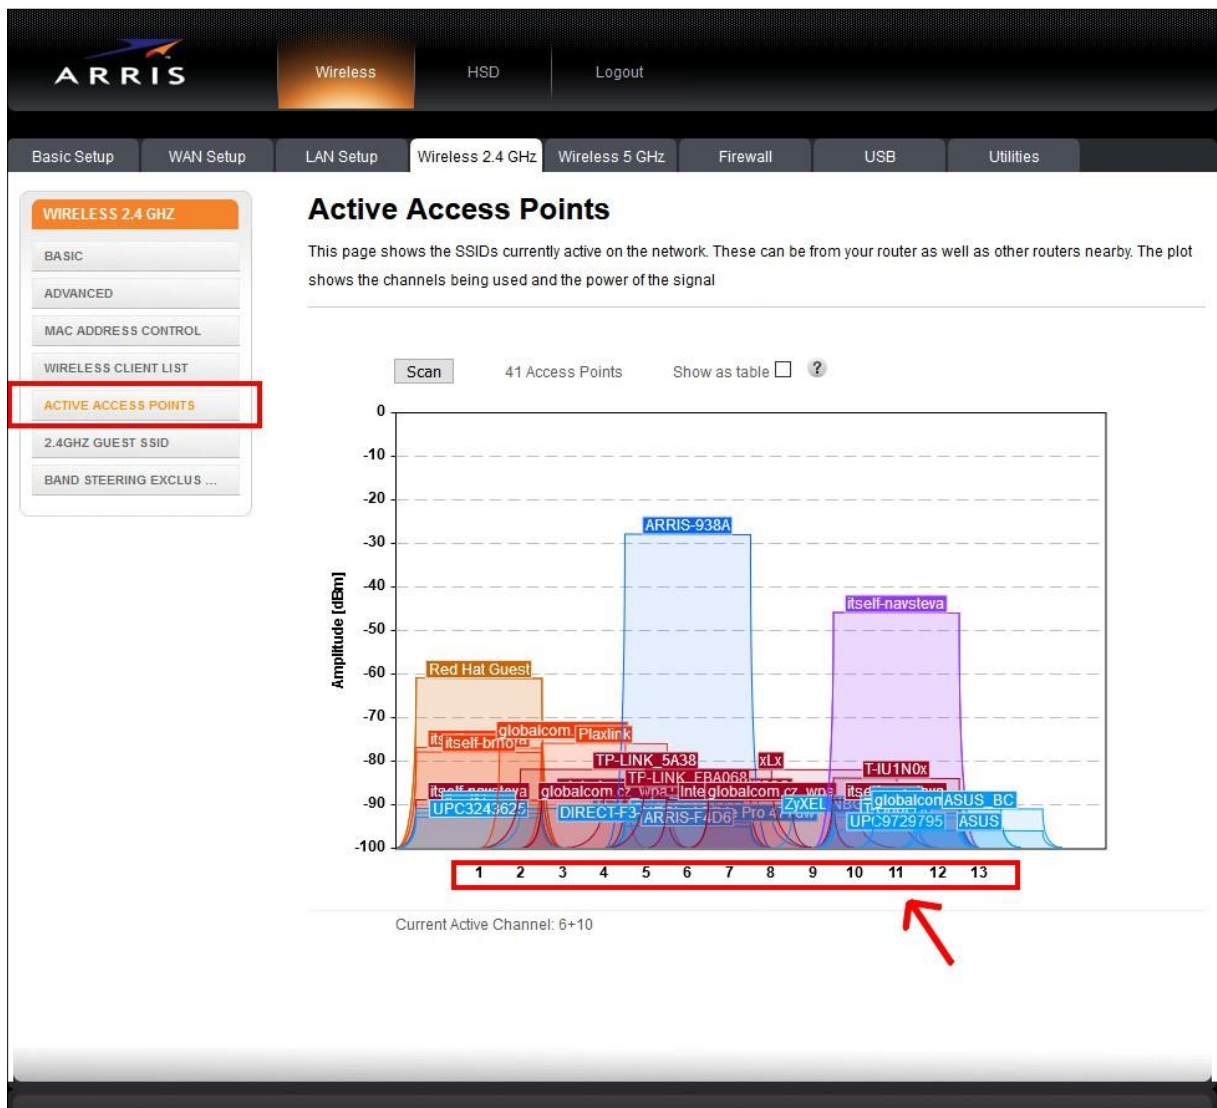 ARRIS
Wireless HSD Logout
Basic Setup WAN Setup LAN Setup Wireless 2.4 GHz Wireless 5 GHz Firewall USB Utilities
WIRELESS 2.4 GHZ
BASIC
ADVANCED
MAC ADDRESS CONTROL
WIRELESS CLIENT LIST
ACTIVE ACCESS POINTS
2.4GHZ GUEST SSID
BAND STEERING EXCLUS ...
Active Access Points
This page shows the SSIDs currently active on the network. These can be from your router as well as other routers nearby. The plot
shows the channels being used and the power of the signal
Scan 41 Access Points Show as table ?
Amplitude [dBm]
0
-10
-20
-30
-40
-50
-60
-70
-80
-90
-100
ARRIS-938A
itself-navsteva
Red Hat Guest
globalcom. Plaxlink
TP-LINK_5A38 xLx
T-IU1N0x
TP-LINK_EBA068
globalcom.cz_wpa
globalcom.cz_wpa
ZyXEL
ASUS_BC
UPC3243625
DIRECT-F3-
ARRIS-F4D6
UPC9729795 ASUS
1 2 3 4 5 6 7 8 9 10 11 12 13
Current Active Channel: 6+10